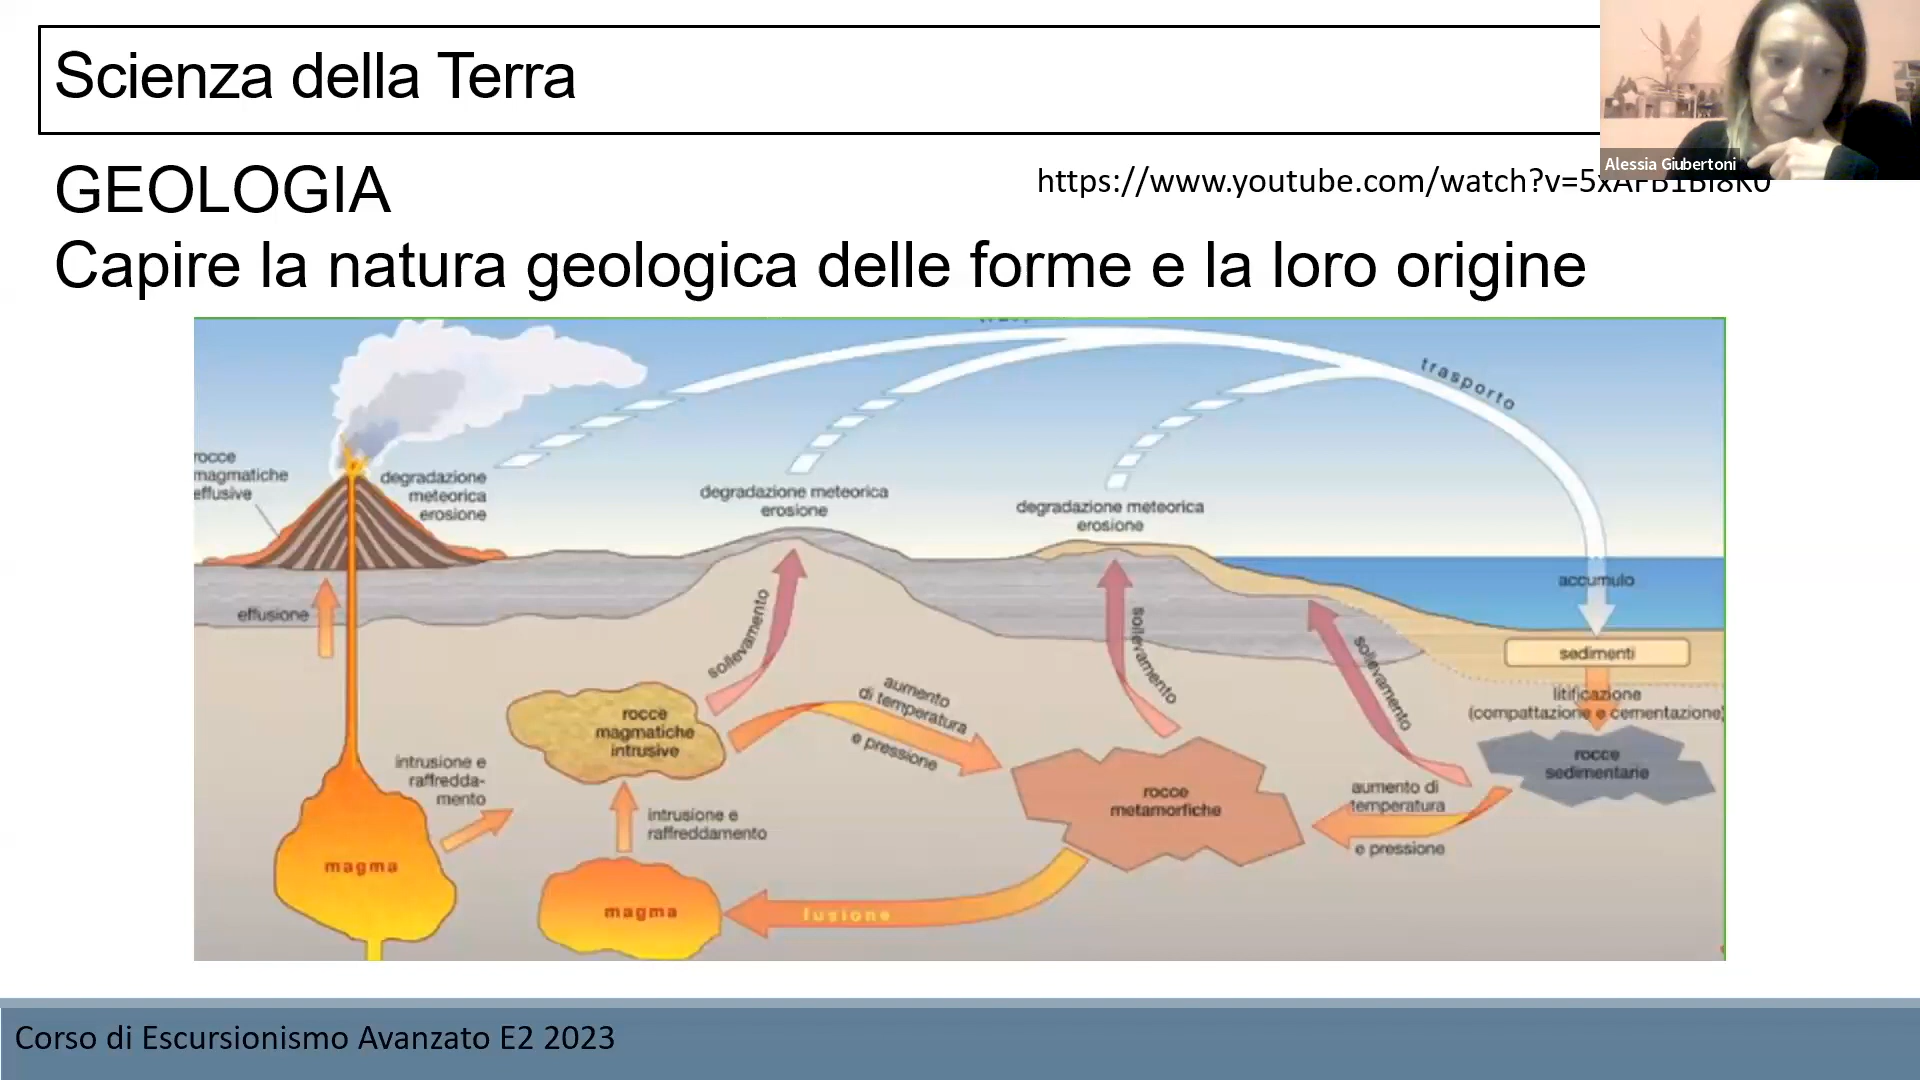 Scienza della Terra
Alessia Giubertoni
GEOLOGIA
https://www.youtube.com/watch?v=5xAFB1BI8K0
Capire la natura geologica delle forme e la loro origine
trasporto
rocce
magmatiche
effusive
degradazione
meteorica
erosione
degradazione meteorica
erosione
degradazione meteorica
erosione
accumulo
effusione
sollevamento
sollevamento
sollevamento
sedimenti
litificazione
(compattazione e cementazione)
aumento
di temperatura
e pressione
rocce
magmatiche
intrusive
intrusione e
raffredda-
mento
rocce
sedimentarie
rocce
metamorfiche
aumento di
temperatura
e pressione
intrusione e
raffreddamento
magma
magma
fusione
Corso di Escursionismo Avanzato E2 2023